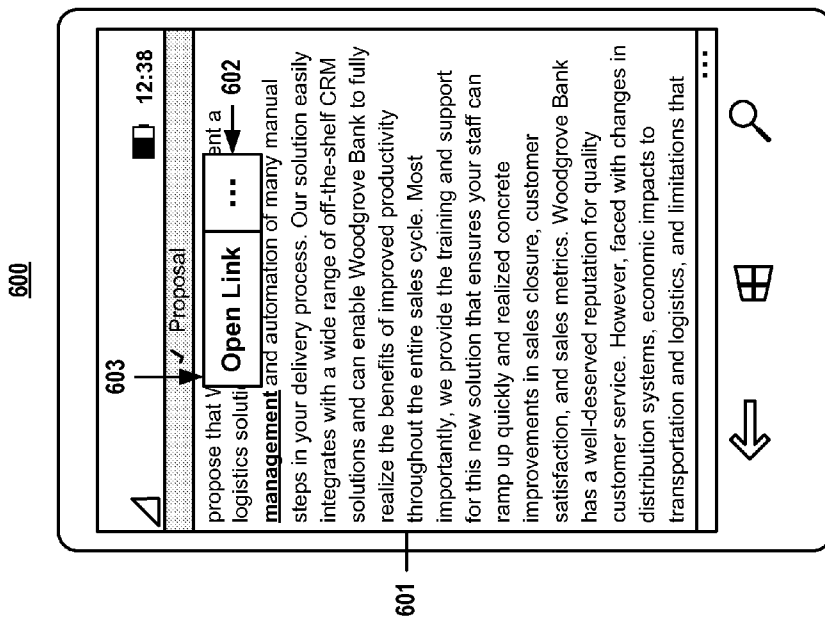 600
12:38
✓ Proposal
603
Open Link ...
602
propose that W ent a
logistics solutio
management and automation of many manual
steps in your delivery process. Our solution easily
integrates with a wide range of off-the-shelf CRM
solutions and can enable Woodgrove Bank to fully
realize the benefits of improved productivity
throughout the entire sales cycle. Most
importantly, we provide the training and support
for this new solution that ensures your staff can
ramp up quickly and realized concrete
improvements in sales closure, customer
satisfaction, and sales metrics. Woodgrove Bank
has a well-deserved reputation for quality
customer service. However, faced with changes in
distribution systems, economic impacts to
transportation and logistics, and limitations that
...
601